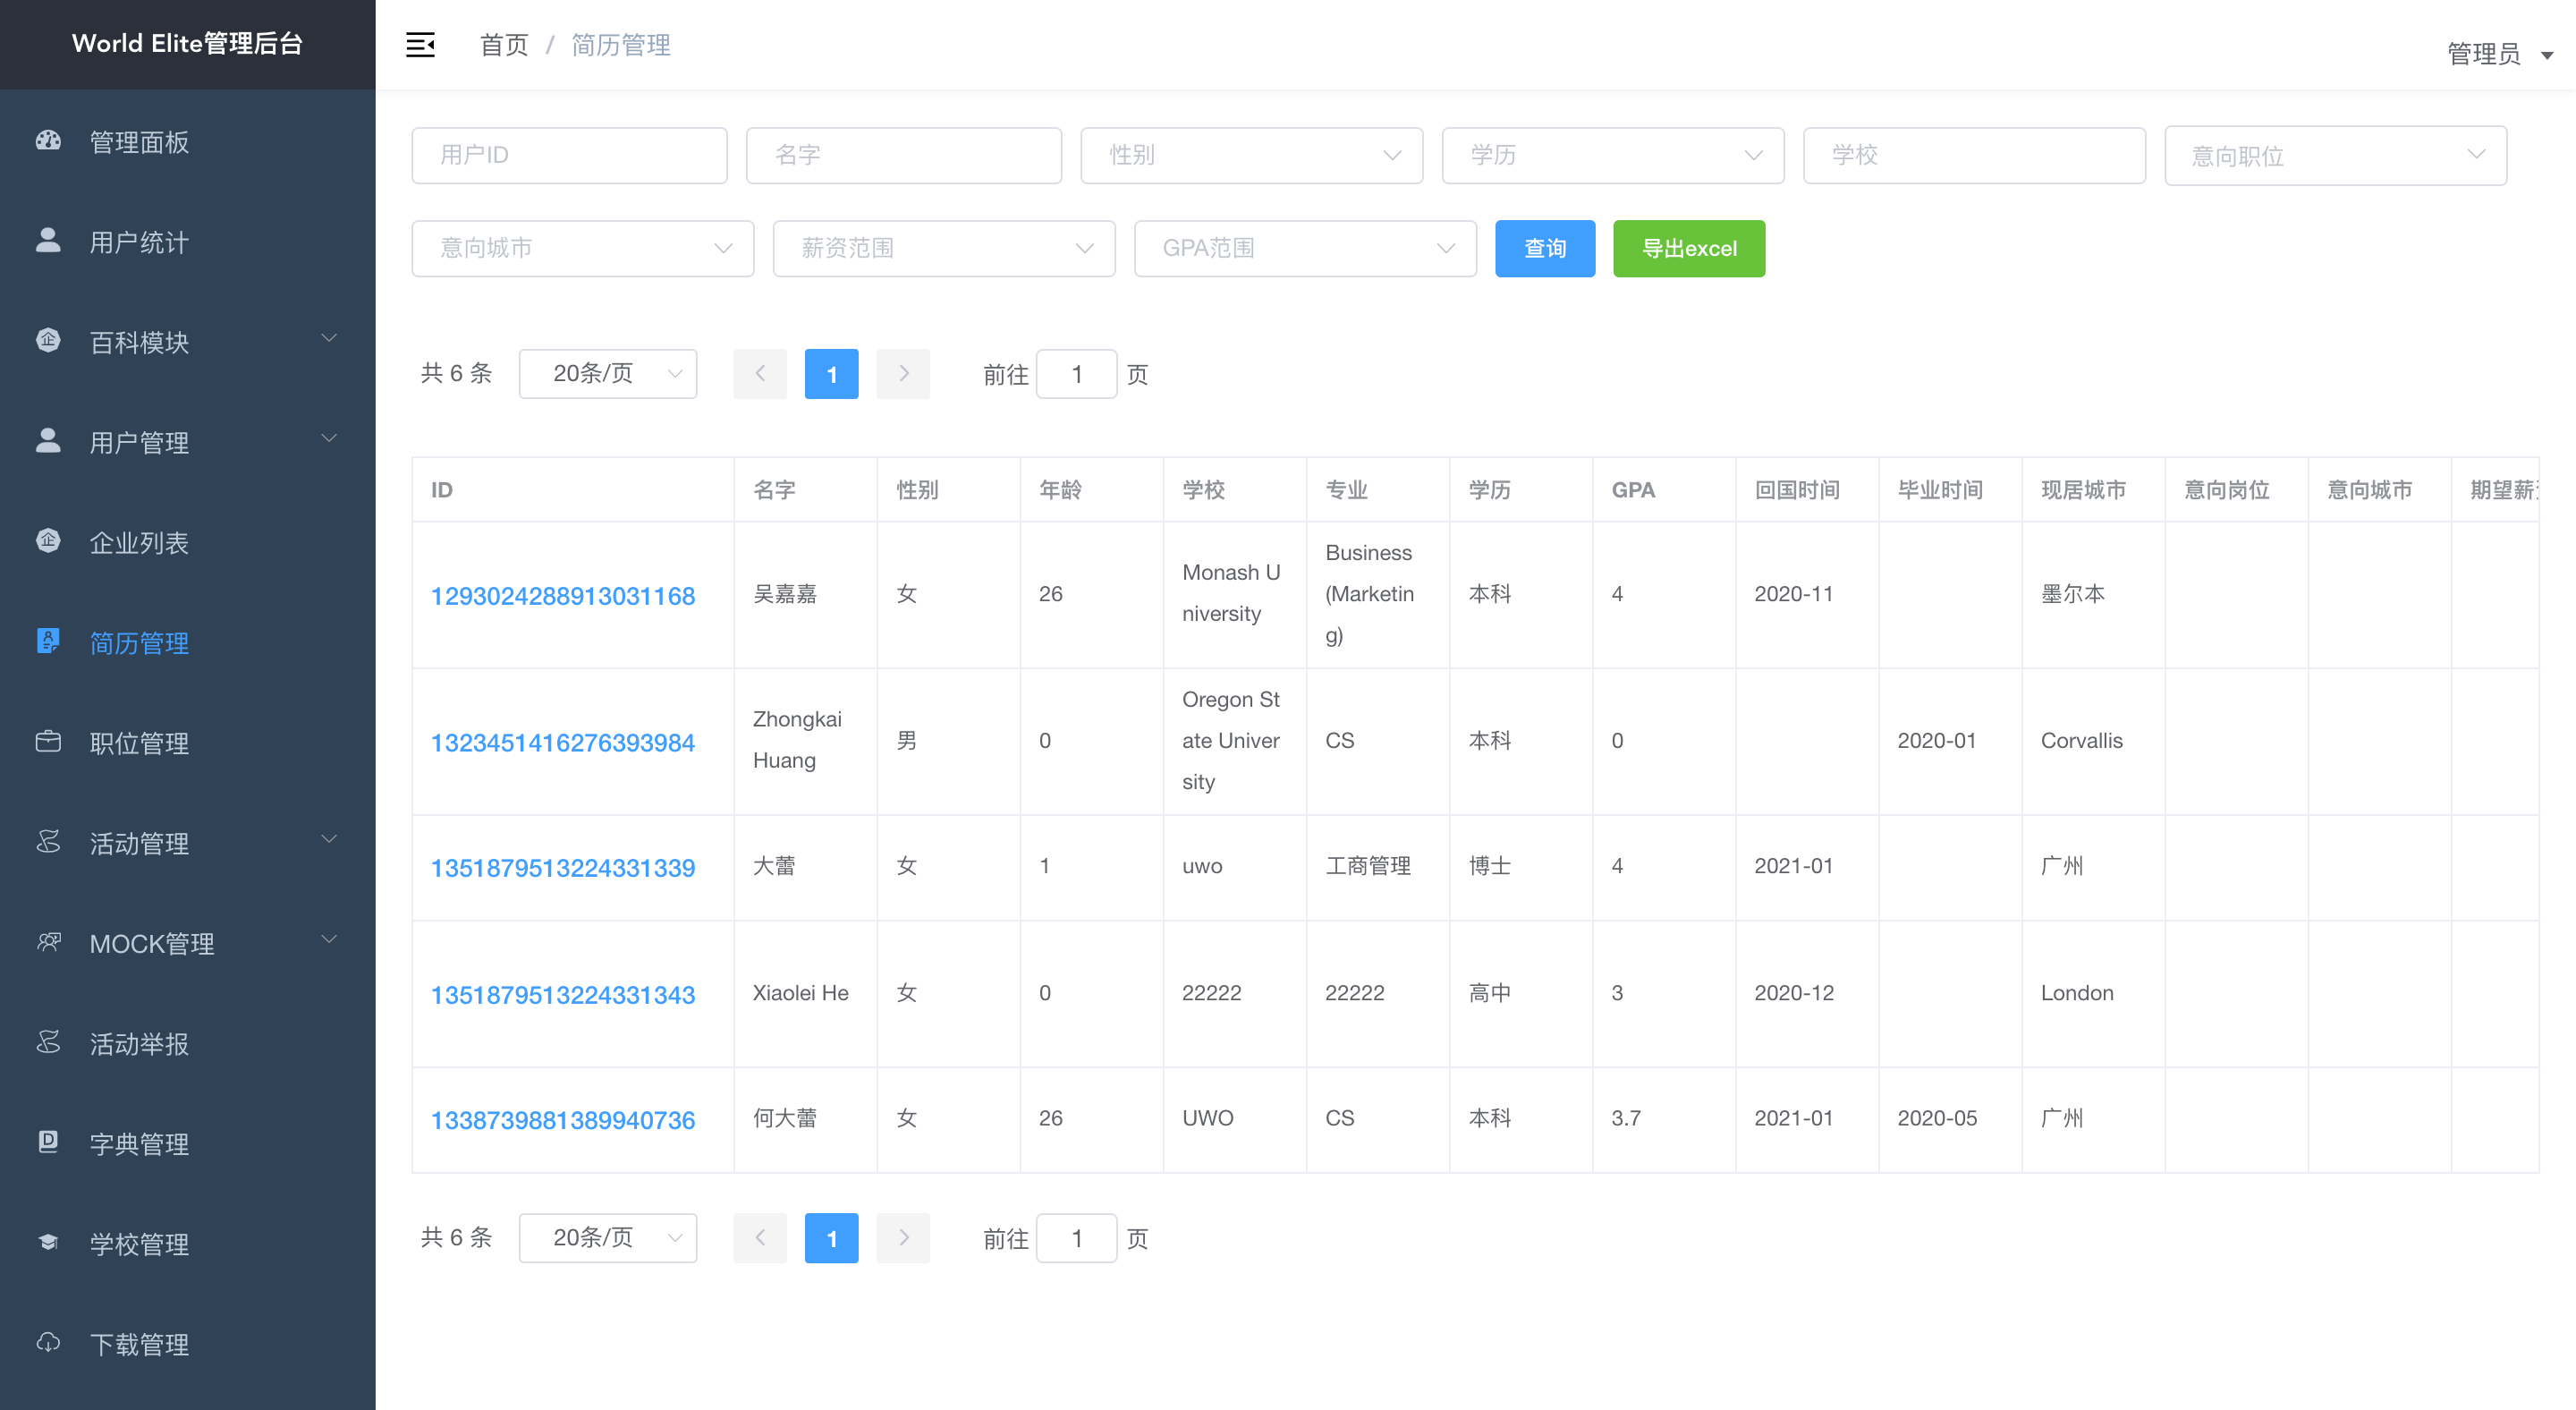 World Elite管理后台
首页 / 简历管理
管理员
管理面板
用户统计
百科模块
用户管理
企业列表
简历管理
职位管理
活动管理
MOCK管理
活动举报
字典管理
学校管理
下载管理
用户ID 名字 性别 学历 学校 意向职位
意向城市 薪资范围 GPA范围 查询 导出excel
共 6 条 20条/页 1 前往 1 页
ID 名字 性别 年龄 学校 专业 学历 GPA 回国时间 毕业时间 现居城市 意向岗位 意向城市 期望薪
1293024288913031168 吴嘉嘉 女 26 Monash U
niversity
Business
(Marketin
g)
本科 4 2020-11 墨尔本
1323451416276393984 Zhongkai
Huang
男 0 Oregon St
ate Univer
sity
CS 本科 0 2020-01 Corvallis
1351879513224331339 大蕾 女 1 uwo 工商管理 博士 4 2021-01 广州
1351879513224331343 Xiaolei He 女 0 22222 22222 高中 3 2020-12 London
1338739881389940736 何大蕾 女 26 UWO CS 本科 3.7 2021-01 2020-05 广州
共 6 条 20条/页 1 前往 1 页